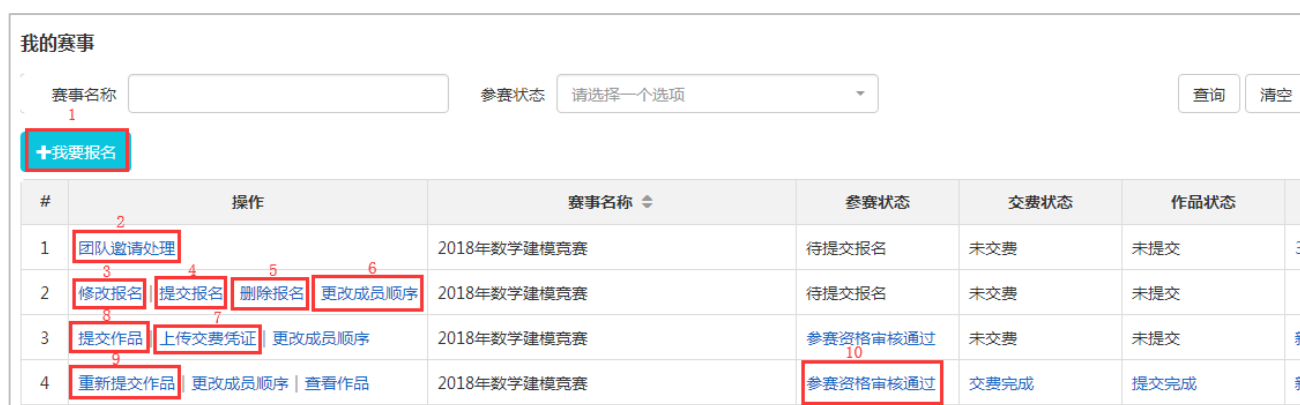 我的赛事
赛事名称 参赛状态 请选择一个选项 查询 清空
1
+我要报名
# 操作 赛事名称 参赛状态 交费状态 作品状态
2
1 团队邀请处理 2018年数学建模竞赛 待提交报名 未交费 未提交
3 4 5 6
2 修改报名 | 提交报名 删除报名 更改成员顺序 2018年数学建模竞赛 待提交报名 未交费 未提交
8 7
3 提交作品 | 上传交费凭证 | 更改成员顺序 2018年数学建模竞赛 参赛资格审核通过 未交费 未提交
9 10
4 重新提交作品 | 更改成员顺序 | 查看作品 2018年数学建模竞赛 参赛资格审核通过 交费完成 提交完成